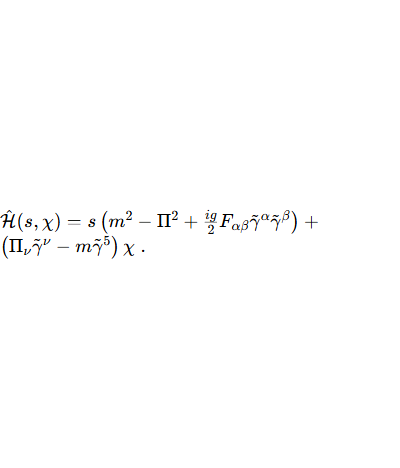 $\hat{\mathcal{H}}(s,\chi) = s\left(m^2 - \Pi^2 + \frac{ig}{2} F_{\alpha\beta}\tilde{\gamma}^{\alpha}\tilde{\gamma}^{\beta}\right) +$
$\left(\Pi_{\nu}\tilde{\gamma}^{\nu} - m\tilde{\gamma}^5\right)\chi\;.$